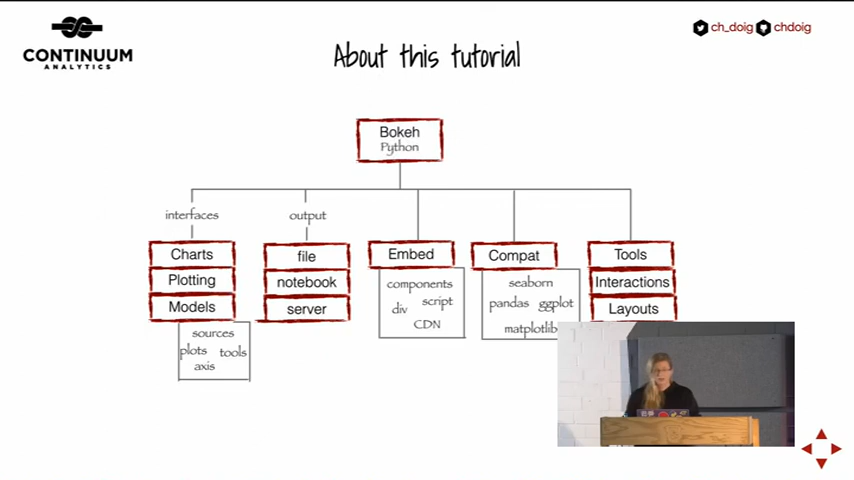 CONTINUUM
ANALYTICS
About this tutorial
ch_doig chdoig
Bokeh
Python
interfaces
output
Charts
Plotting
Models
sources
plots tools
axis
file
notebook
server
Embed
components
div script
CDN
Compat
seaborn
pandas ggplot
matplotlib
Tools
Interactions
Layouts